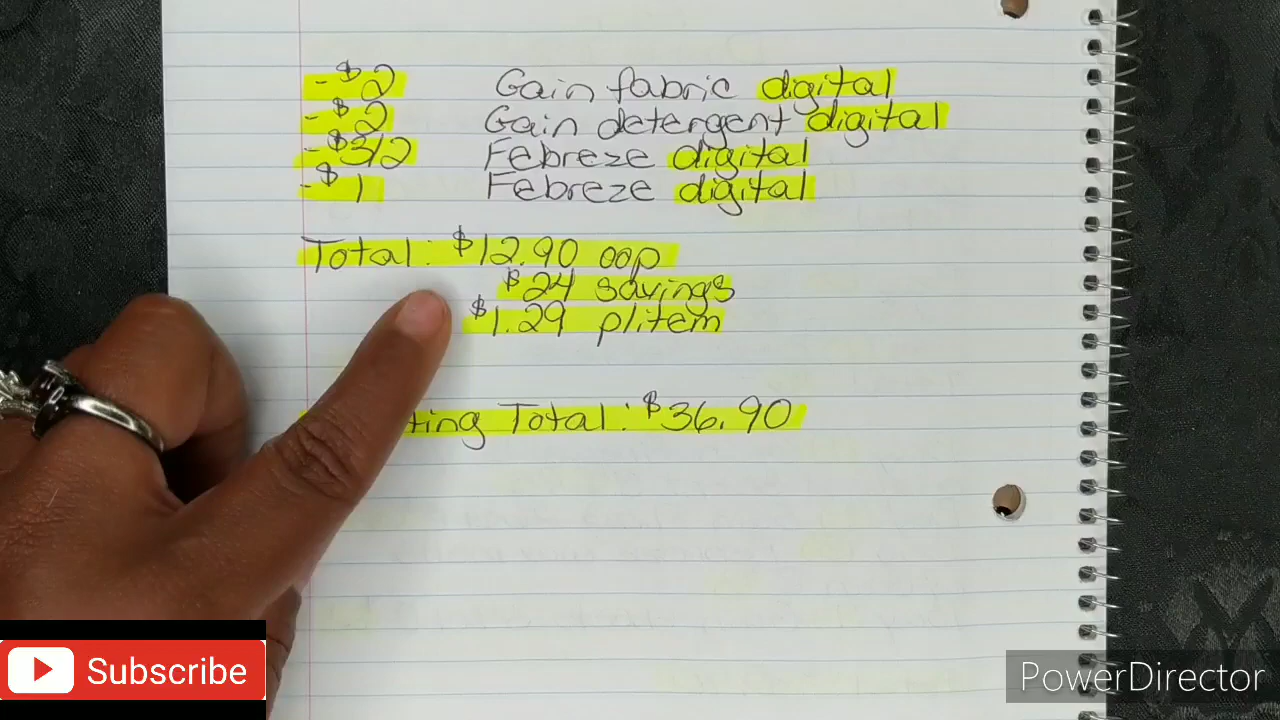 -$2 Gain fabric digital
-$2 Gain detergent digital
-$3/2 Febreze digital
-$1 Febreze digital
Total: $12.90 oop
$24 savings
$1.29 p/item
ting Total: $36.90
Subscribe
PowerDirector